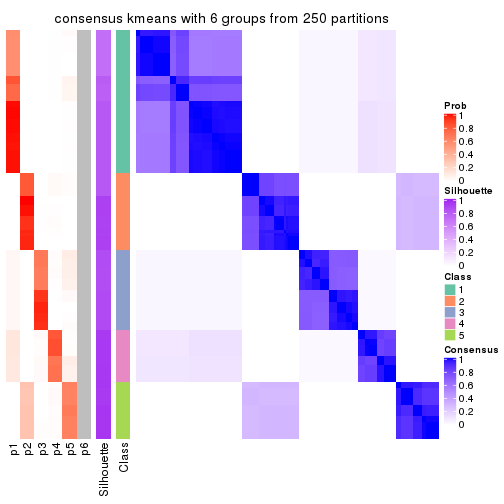 consensus kmeans with 6 groups from 250 partitions
Prob
1
0.8
0.6
0.4
0.2
0
Silhouette
1
0.8
0.6
0.4
0.2
0
Class
1
2
3
4
5
Consensus
1
0.8
0.6
0.4
0.2
0
p1
p2
p3
p4
p5
p6
Silhouette
Class